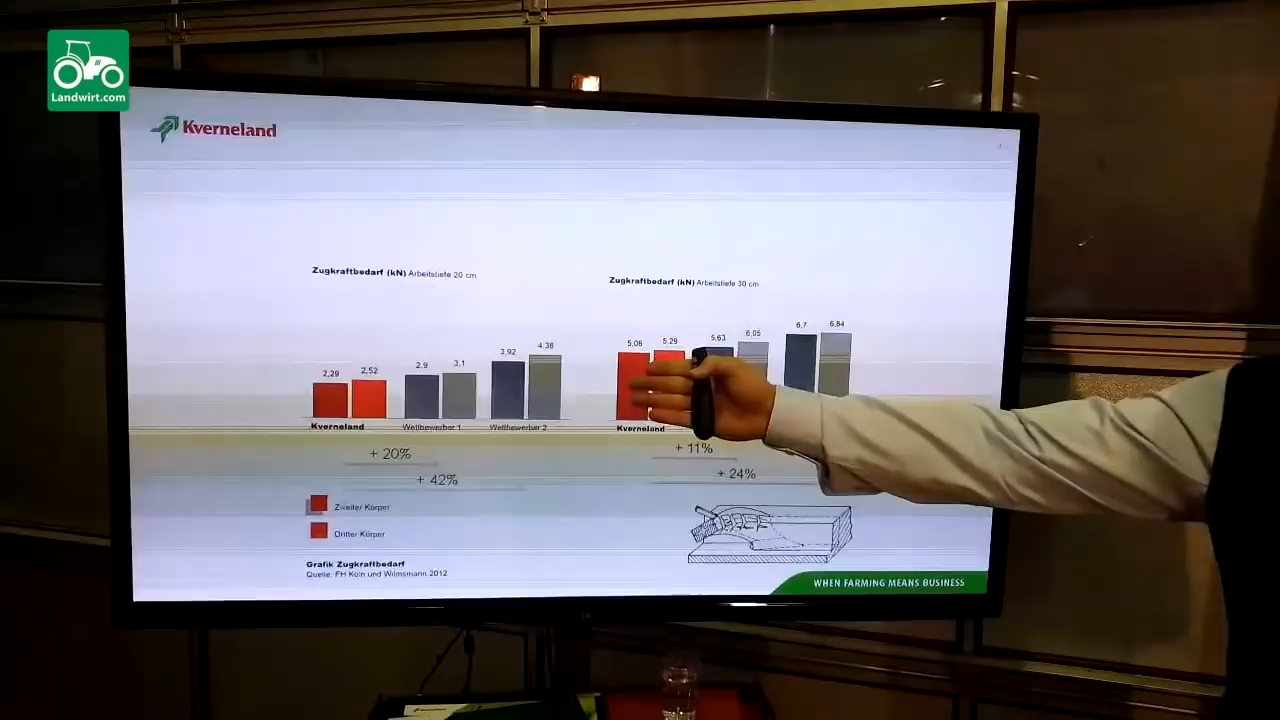 Landwirt.com
Kverneland
Zugkraftbedarf (kN) Arbeitstiefe 20 cm
Zugkraftbedarf (kN) Arbeitstiefe 30 cm
2,29 2,52 2,9 3,1 3,92 4,38
5,06 5,29 5,63 6,05 6,7 6,84
Kverneland Wettbewerber 1 Wettbewerber 2
Kverneland
+ 20%
+ 42%
+ 11%
+ 24%
Zweiter Körper
Dritter Körper
Grafik Zugkraftbedarf
Quelle: FH Köln und Wilmsmann 2012
WHEN FARMING MEANS BUSINESS